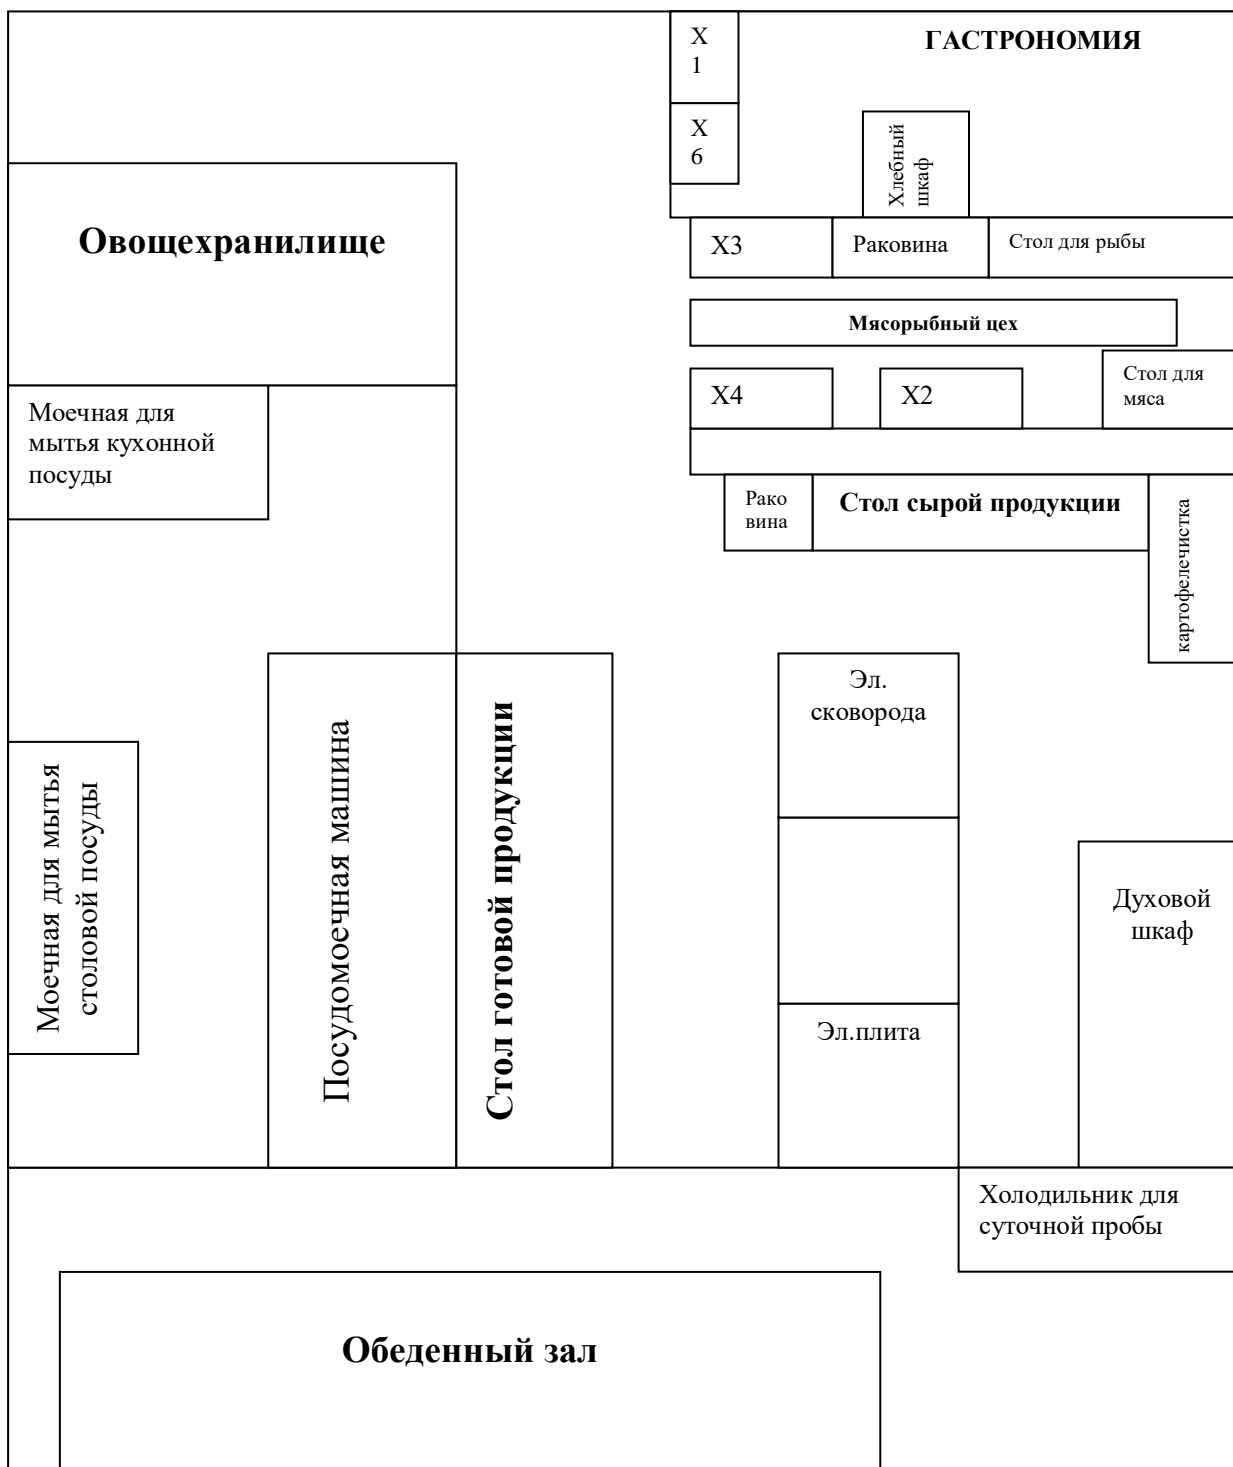 Х
1
ГАСТРОНОМИЯ
Х
6
Хлебный
шкаф
Овощехранилище
Х3
Раковина
Стол для рыбы
Мясорыбный цех
Х4
Х2
Стол для
мяса
Моечная для
мытья кухонной
посуды
Рако
вина
Стол сырой продукции
картофелечистка
Эл.
сковорода
Моечная для мытья
столовой посуды
Посудомоечная машина
Стол готовой продукции
Духовой
шкаф
Эл.плита
Холодильник для
суточной пробы
Обеденный зал